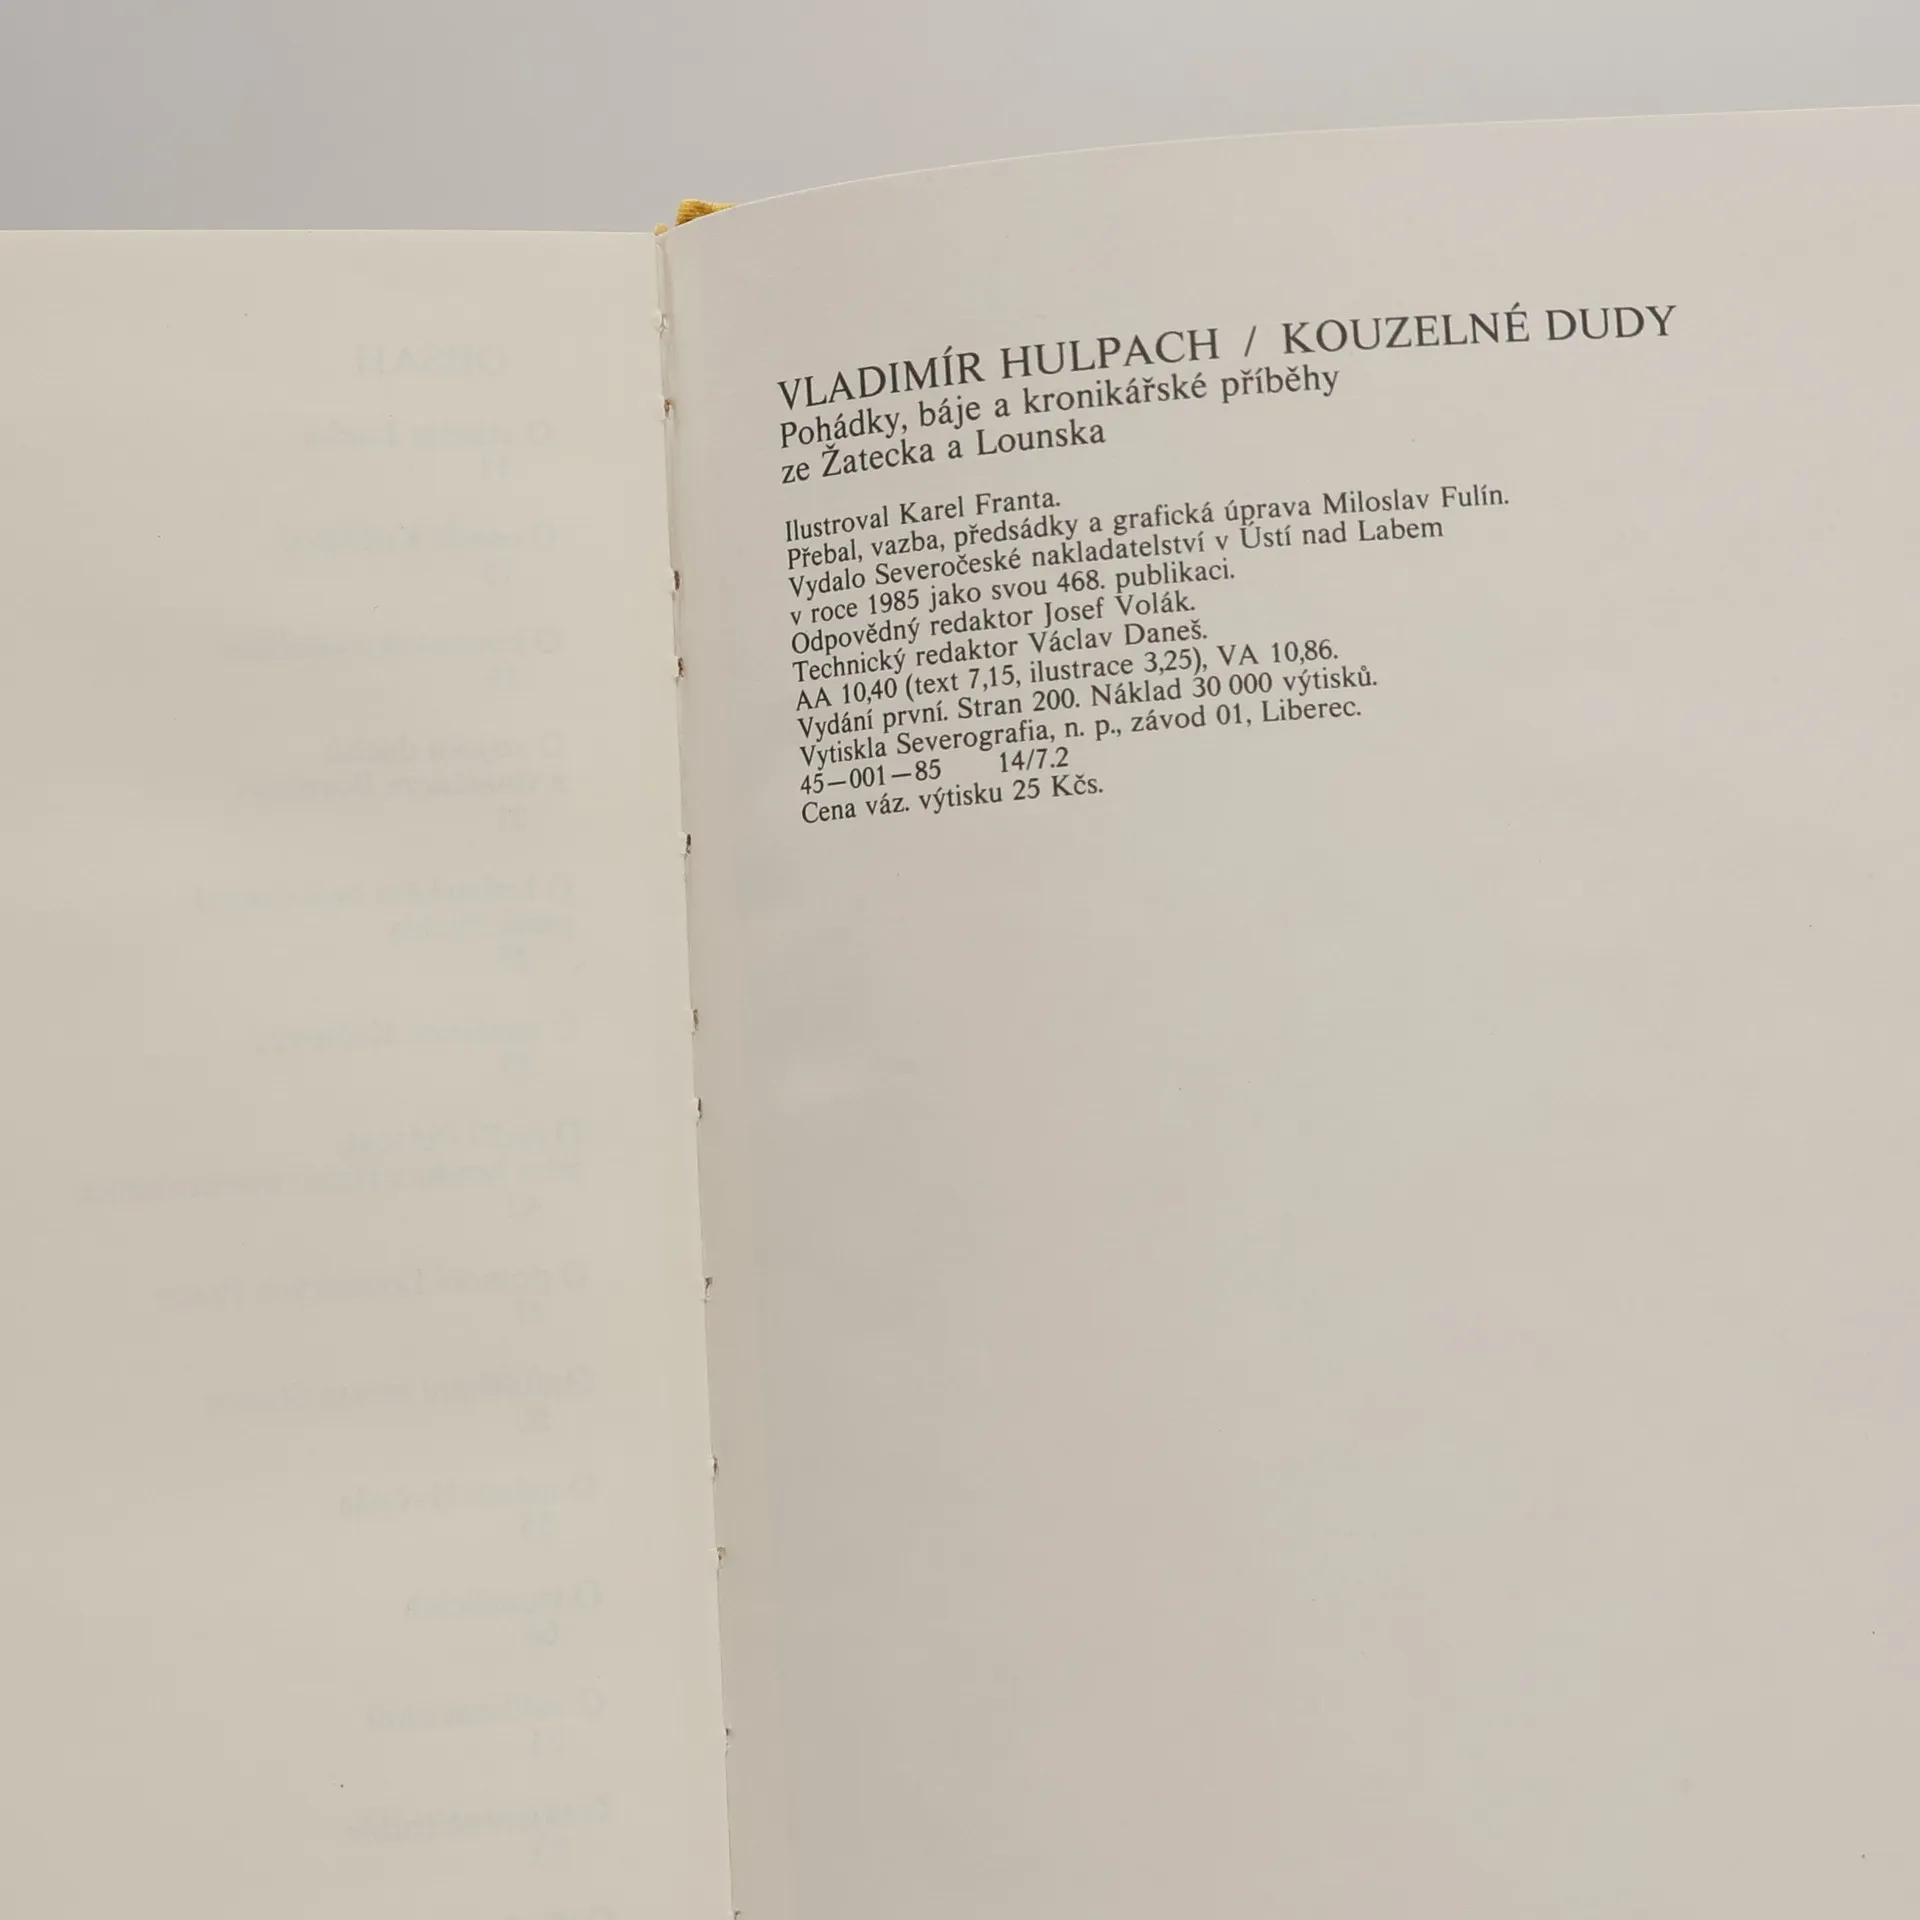 VLADIMÍR HULPACH / KOUZELNÉ DUDY
Pohádky, báje a kronikářské příběhy
ze Žatecka a Lounska
Ilustroval Karel Franta.
Přebal, vazba, předsádky a grafická úprava Miloslav Fulín.
Vydalo Severočeské nakladatelství v Ústí nad Labem
v roce 1985 jako svou 468. publikaci.
Odpovědný redaktor Josef Volák.
Technický redaktor Václav Daneš.
AA 10,40 (text 7,15, ilustrace 3,25), VA 10,86.
Vydání první. Stran 200. Náklad 30 000 výtisků.
Vytiskla Severografia, n. p., závod 01, Liberec.
45—001—85 14/7.2
Cena váz. výtisku 25 Kčs.